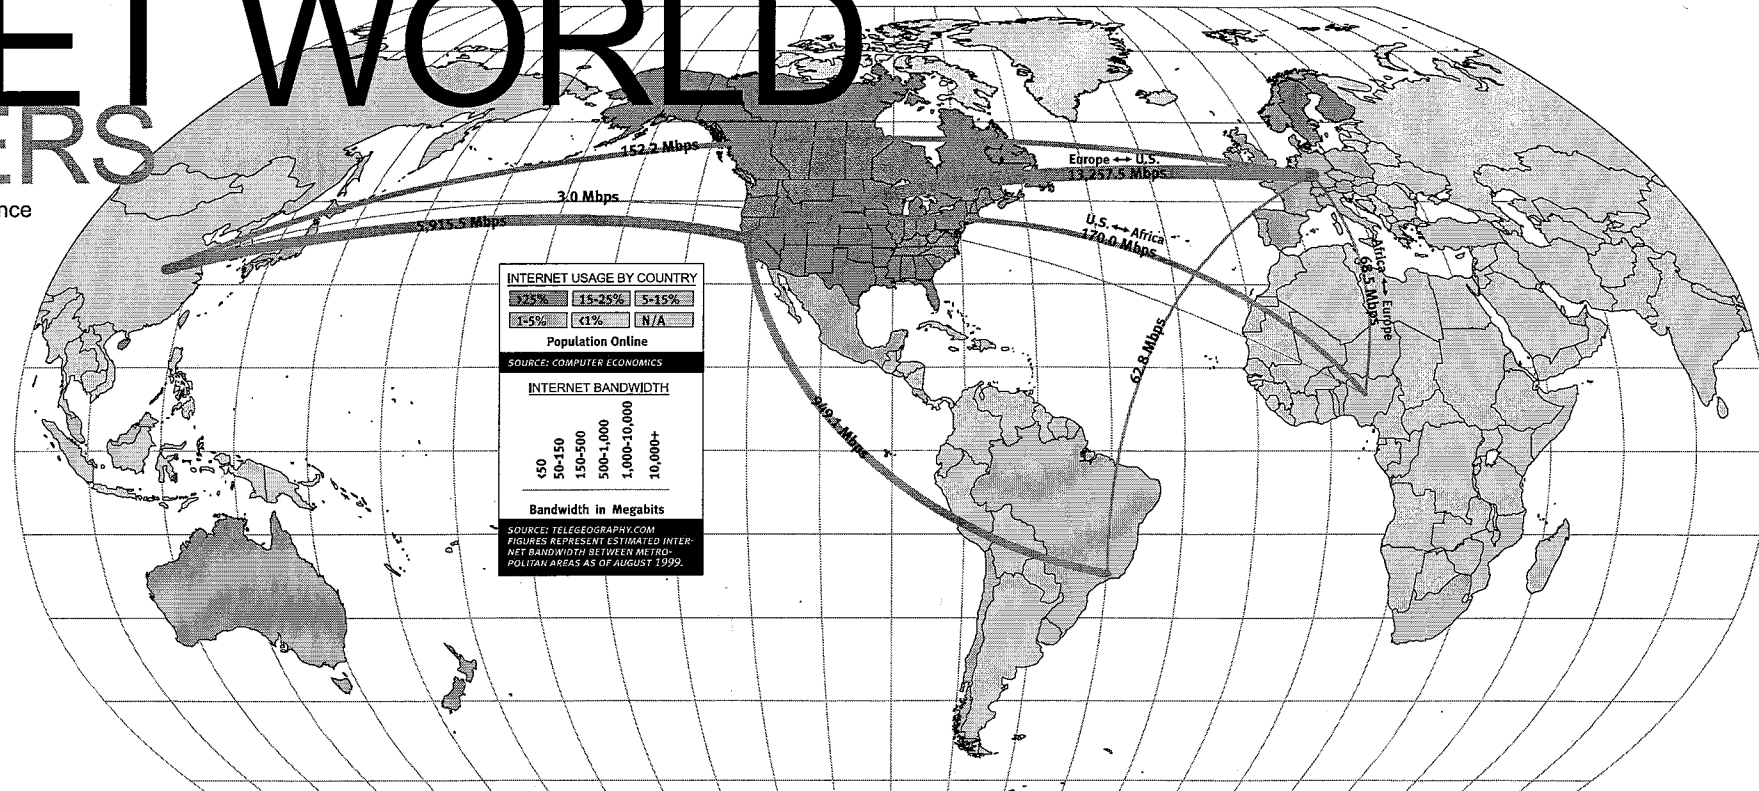 ET WORLD
ERS
nce
152.2 Mbps
3.0 Mbps
5,915.5 Mbps
Europe ↔ U.S.
13,257.5 Mbps
U.S. ↔ Africa
170.0 Mbps
Africa ↔ Europe
68.5 Mbps
62.8 Mbps
949.1 Mbps
INTERNET USAGE BY COUNTRY
>25% 15-25% 5-15%
1-5% <1% N/A
Population Online
SOURCE: COMPUTER ECONOMICS
INTERNET BANDWIDTH
<50
50-150
150-500
500-1,000
1,000-10,000
10,000+
Bandwidth in Megabits
SOURCE: TELEGEOGRAPHY.COM
FIGURES REPRESENT ESTIMATED INTER-
NET BANDWIDTH BETWEEN METRO-
POLITAN AREAS AS OF AUGUST 1999.